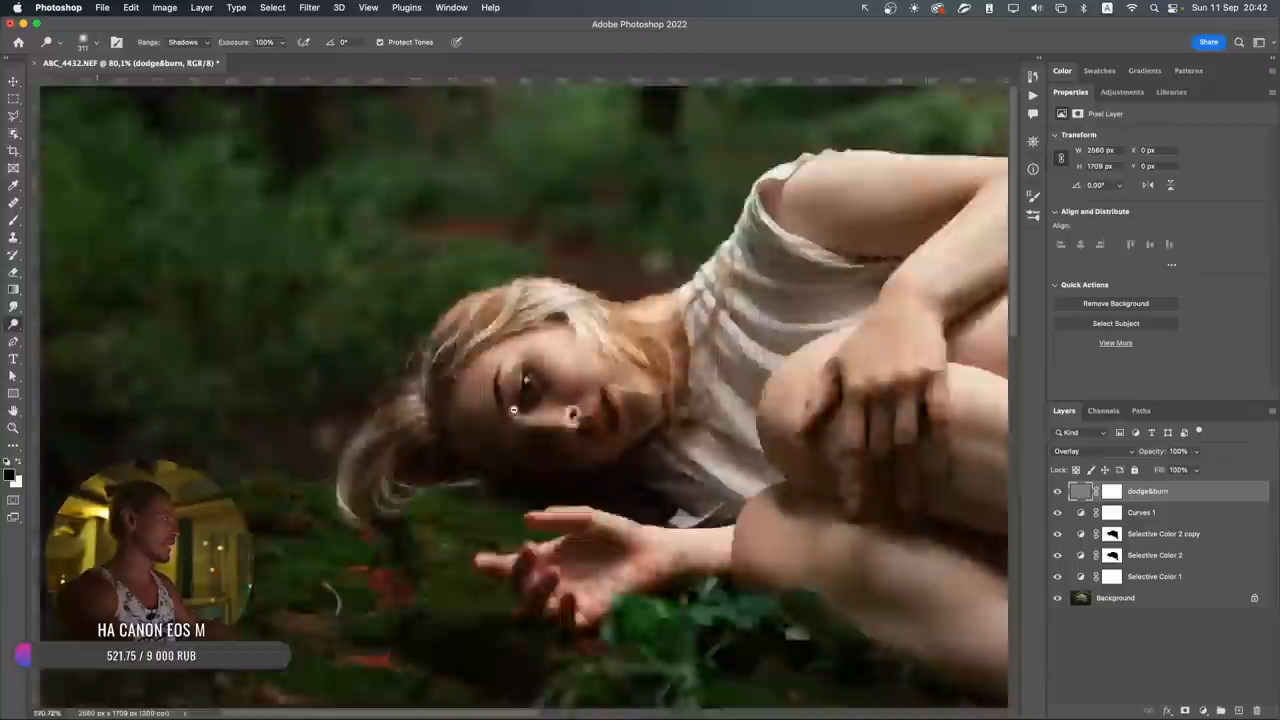 Photoshop File Edit Image Layer Type Select Filter 3D View Plugins Window Help A Sun 11 Sep 20:42
Adobe Photoshop 2022
311 Range: Shadows Exposure: 100% 0° Protect Tones Share
× ABC_4432.NEF @ 80,1% (dodge&burn, RGB/8) *
Color Swatches Gradients Patterns
Properties Adjustments Libraries
Pixel Layer
Transform
W 2560 px X 0 px
H 1709 px Y 0 px
0.00°
Align and Distribute
Align:
Quick Actions
Remove Background
Select Subject
View More
Layers Channels Paths
Kind
Overlay Opacity: 100%
Lock: Fill: 100%
dodge&burn
Curves 1
Selective Color 2 copy
Selective Color 2
Selective Color 1
Background
НА CANON EOS M
521.75 / 9 000 RUB